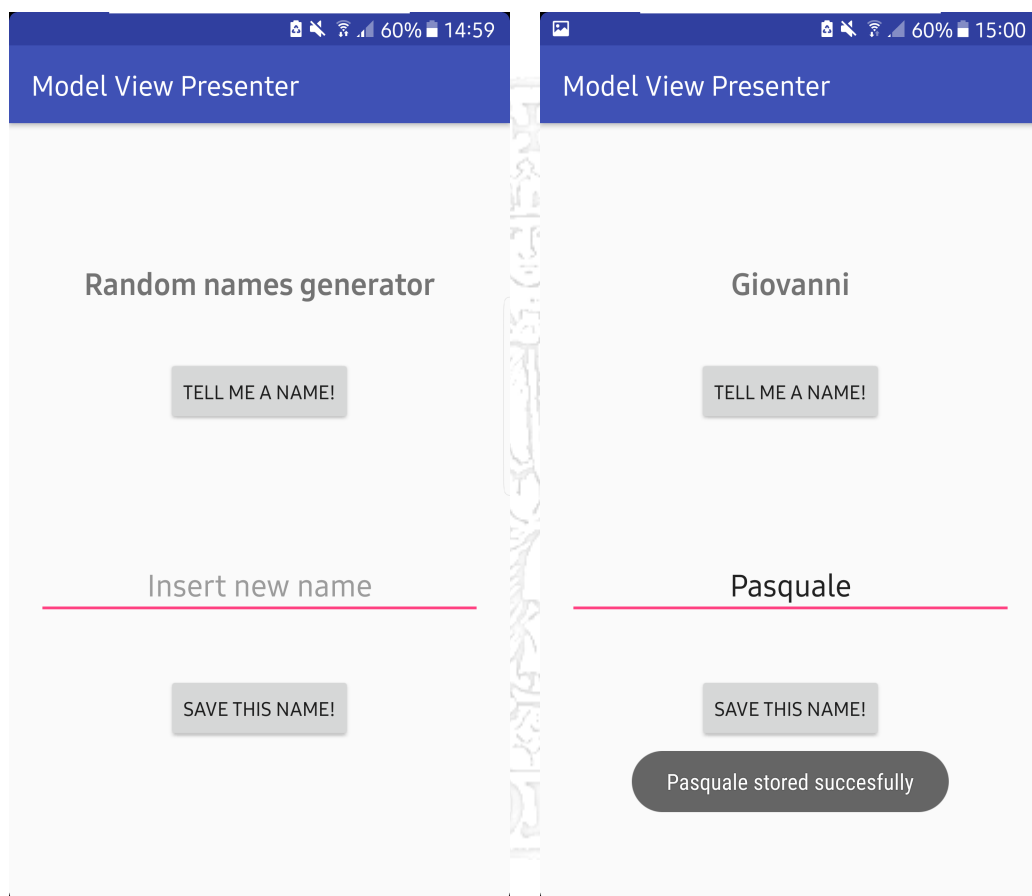 60% 14:59
Model View Presenter
Random names generator
TELL ME A NAME!
Insert new name
SAVE THIS NAME!
60% 15:00
Model View Presenter
Giovanni
TELL ME A NAME!
Pasquale
SAVE THIS NAME!
Pasquale stored succesfully